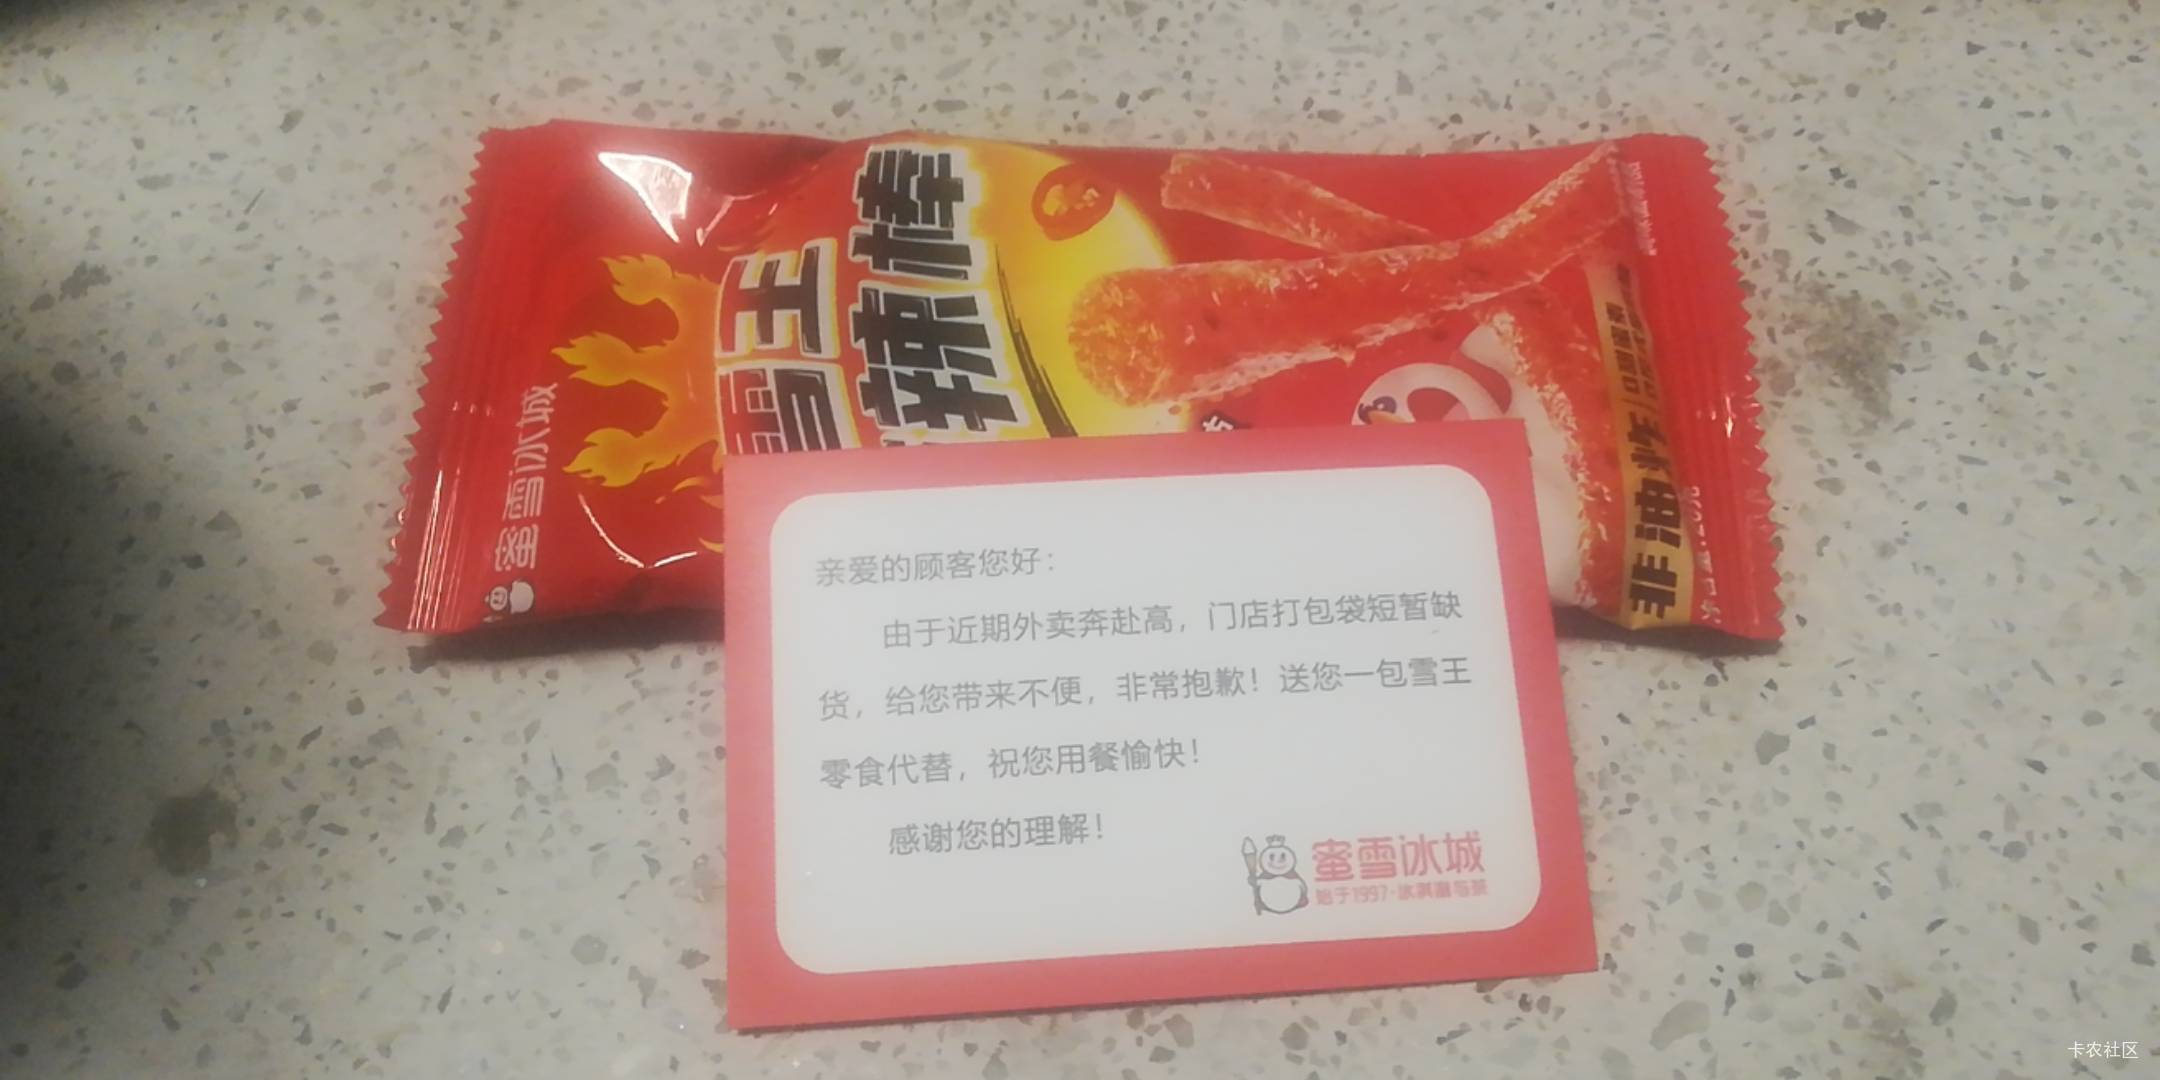 蜜雪冰城
雪王
辣棒
非油炸
亲爱的顾客您好：
由于近期外卖奔赴高，门店打包袋短暂缺
货，给您带来不便，非常抱歉！送您一包雪王
零食代替，祝您用餐愉快！
感谢您的理解！
蜜雪冰城
始于1997·冰淇淋与茶
卡农社区